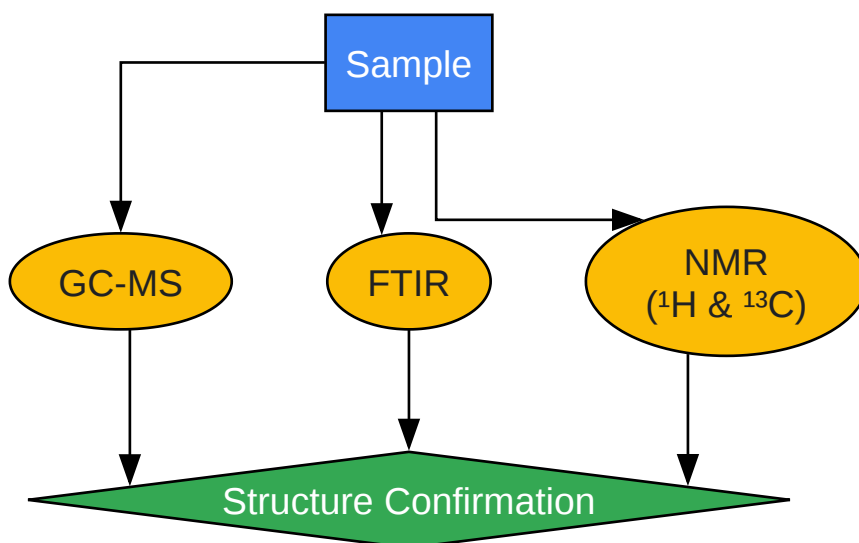 Sample
GC-MS
FTIR
NMR
(¹H & ¹³C)
Structure Confirmation